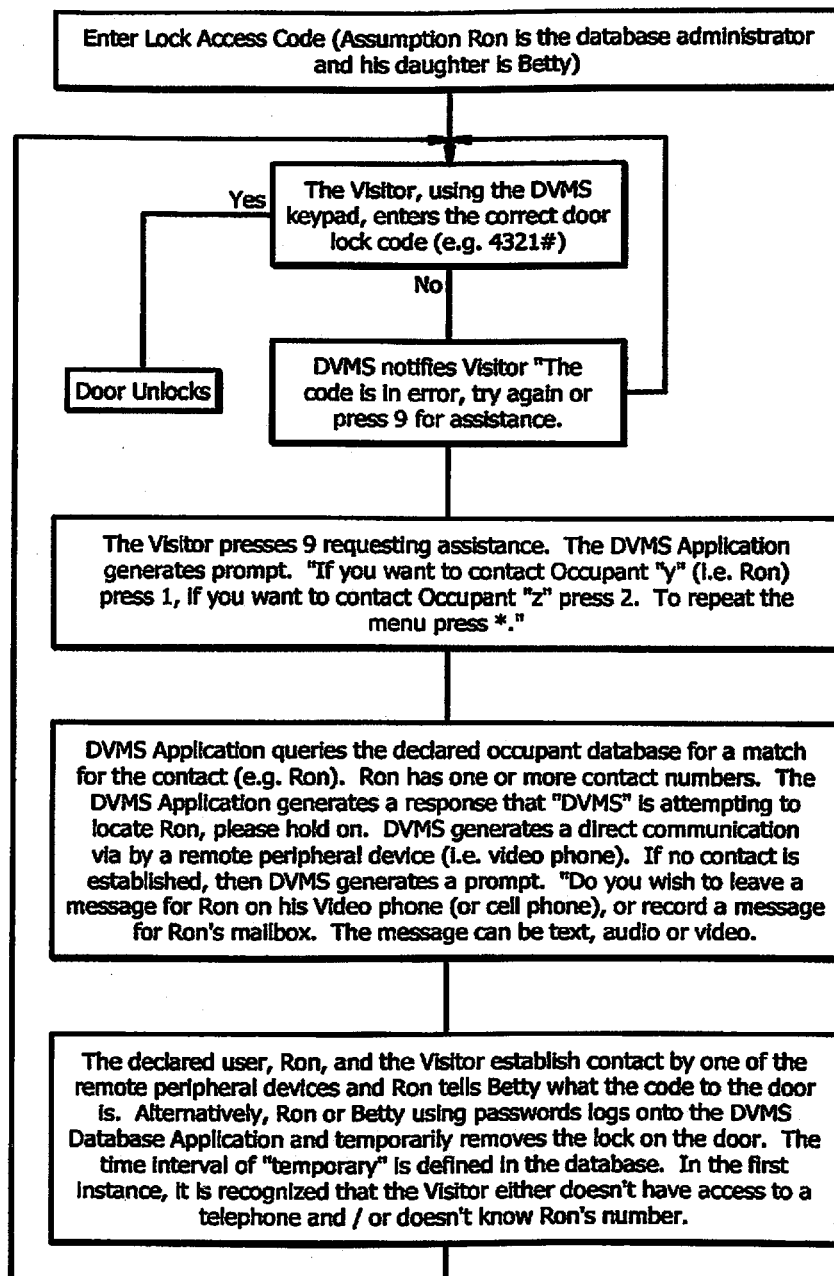 Enter Lock Access Code (Assumption Ron is the database administrator
and his daughter is Betty)
The Visitor, using the DVMS
keypad, enters the correct door
lock code (e.g. 4321#)
Yes
No
Door Unlocks
DVMS notifies Visitor "The
code is in error, try again or
press 9 for assistance.
The Visitor presses 9 requesting assistance. The DVMS Application
generates prompt. "If you want to contact Occupant "y" (i.e. Ron)
press 1, if you want to contact Occupant "z" press 2. To repeat the
menu press *."
DVMS Application queries the declared occupant database for a match
for the contact (e.g. Ron). Ron has one or more contact numbers. The
DVMS Application generates a response that "DVMS" is attempting to
locate Ron, please hold on. DVMS generates a direct communication
via by a remote peripheral device (i.e. video phone). If no contact is
established, then DVMS generates a prompt. "Do you wish to leave a
message for Ron on his Video phone (or cell phone), or record a message
for Ron's mailbox. The message can be text, audio or video.
The declared user, Ron, and the Visitor establish contact by one of the
remote peripheral devices and Ron tells Betty what the code to the door
is. Alternatively, Ron or Betty using passwords logs onto the DVMS
Database Application and temporarily removes the lock on the door. The
time interval of "temporary" is defined in the database. In the first
instance, it is recognized that the Visitor either doesn't have access to a
telephone and / or doesn't know Ron's number.